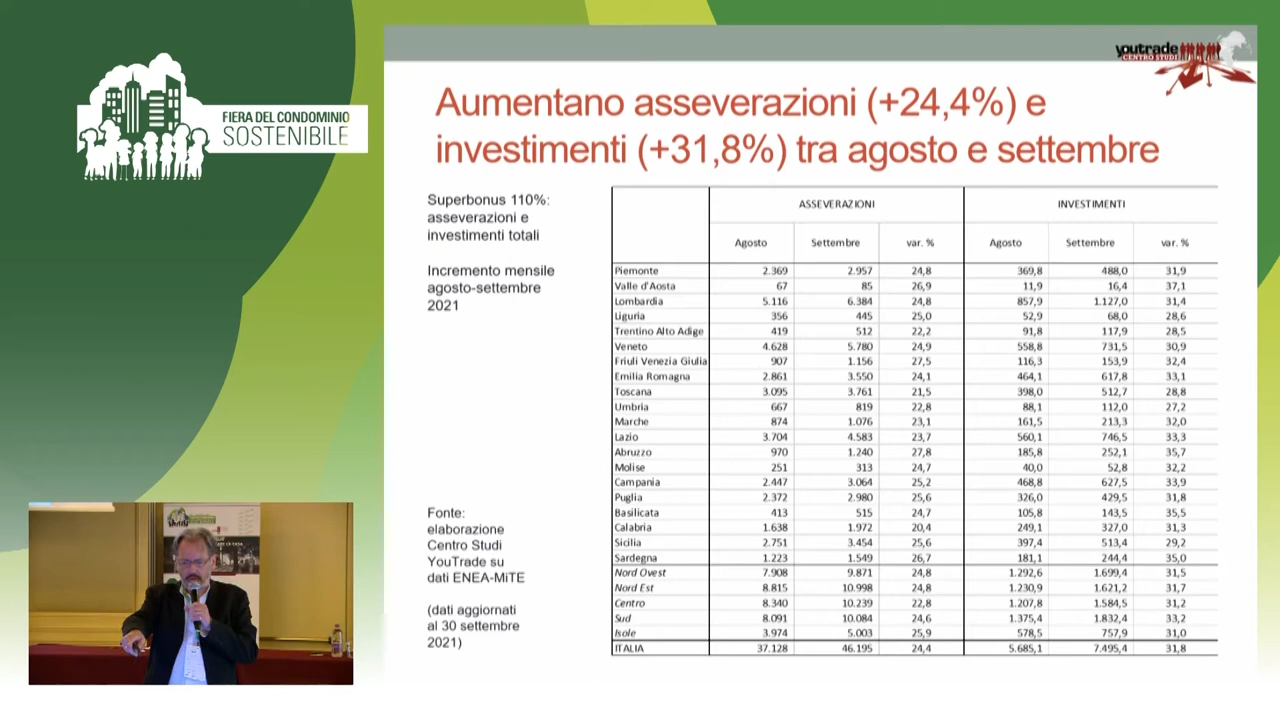 FIERA DEL CONDOMINIO
SOSTENIBILE
youtrade
CENTRO STUDI
Aumentano asseverazioni (+24,4%) e
investimenti (+31,8%) tra agosto e settembre
Superbonus 110%:
asseverazioni e
investimenti totali
Incremento mensile
agosto-settembre
2021
ASSEVERAZIONI INVESTIMENTI
Agosto Settembre var. % Agosto Settembre var. %
Piemonte 2.369 2.957 24,8 369,8 488,0 31,9
Valle d'Aosta 67 85 26,9 11,9 16,4 37,1
Lombardia 5.116 6.384 24,8 857,9 1.127,0 31,4
Liguria 356 445 25,0 52,9 68,0 28,6
Trentino Alto Adige 419 512 22,2 91,8 117,9 28,5
Veneto 4.628 5.780 24,9 558,8 731,5 30,9
Friuli Venezia Giulia 907 1.156 27,5 116,3 153,9 32,4
Emilia Romagna 2.861 3.550 24,1 464,1 617,8 33,1
Toscana 3.095 3.761 21,5 398,0 512,7 28,8
Umbria 667 819 22,8 88,1 112,0 27,2
Marche 874 1.076 23,1 161,5 213,3 32,0
Lazio 3.704 4.583 23,7 560,1 746,5 33,3
Abruzzo 970 1.240 27,8 185,8 252,1 35,7
Molise 251 313 24,7 40,0 52,8 32,2
Campania 2.447 3.064 25,2 468,8 627,5 33,9
Puglia 2.372 2.980 25,6 326,0 429,5 31,8
Basilicata 413 515 24,7 105,8 143,5 35,5
Calabria 1.638 1.972 20,4 249,1 327,0 31,3
Sicilia 2.751 3.454 25,6 397,4 513,4 29,2
Sardegna 1.223 1.549 26,7 181,1 244,4 35,0
Nord Ovest 7.908 9.871 24,8 1.292,6 1.699,4 31,5
Nord Est 8.815 10.998 24,8 1.230,9 1.621,2 31,7
Centro 8.340 10.239 22,8 1.207,8 1.584,5 31,2
Sud 8.091 10.084 24,6 1.375,4 1.832,4 33,2
Isole 3.974 5.003 25,9 578,5 757,9 31,0
ITALIA 37.128 46.195 24,4 5.685,1 7.495,4 31,8
Fonte:
elaborazione
Centro Studi
YouTrade su
dati ENEA-MiTE
(dati aggiornati
al 30 settembre
2021)